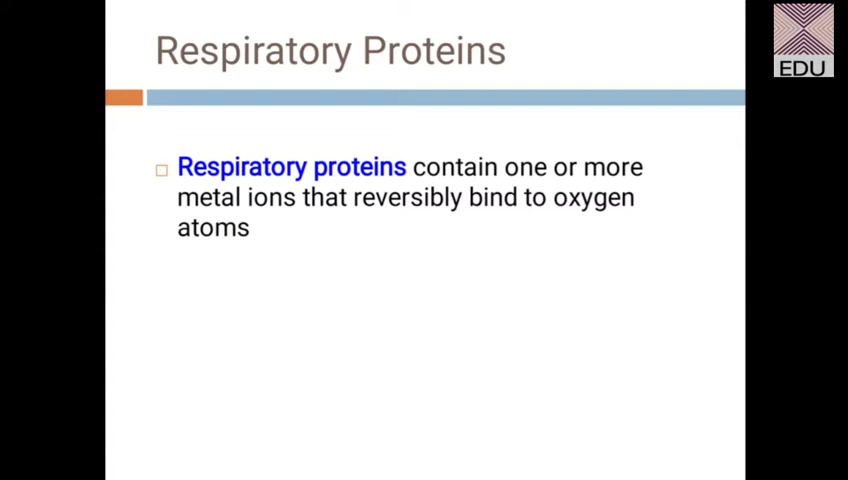 Respiratory Proteins
EDU
Respiratory proteins contain one or more
metal ions that reversibly bind to oxygen
atoms